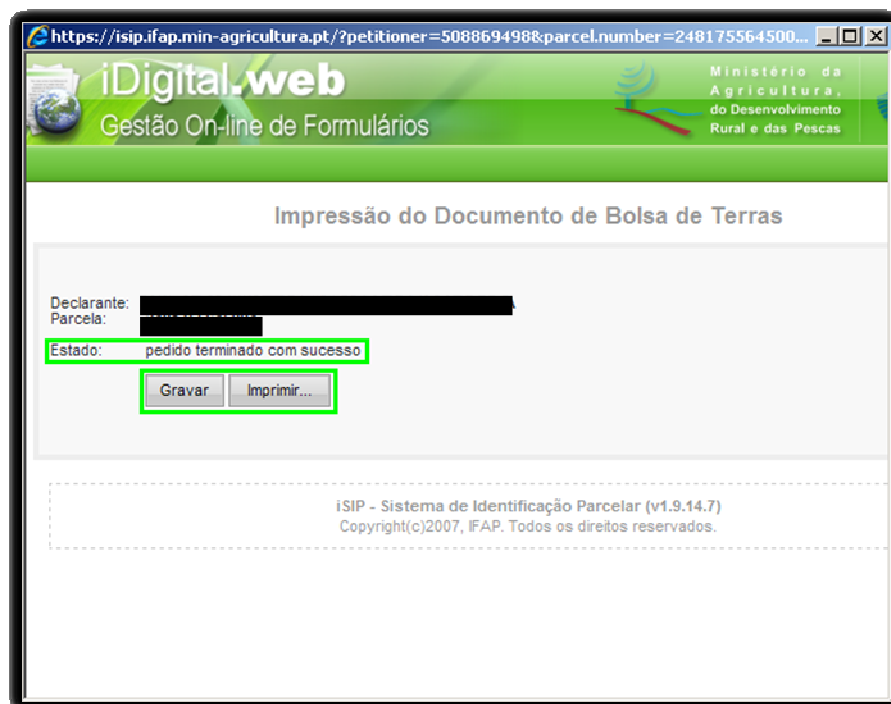 https://isip.ifap.min-agricultura.pt/?petitioner=508869498&parcel.number=248175564500...
iDigital.web
Gestão On-line de Formulários
Ministério da
Agricultura,
do Desenvolvimento
Rural e das Pescas
Impressão do Documento de Bolsa de Terras
Declarante:
Parcela:
Estado: pedido terminado com sucesso
Gravar Imprimir...
iSIP - Sistema de Identificação Parcelar (v1.9.14.7)
Copyright(c)2007, IFAP. Todos os direitos reservados.